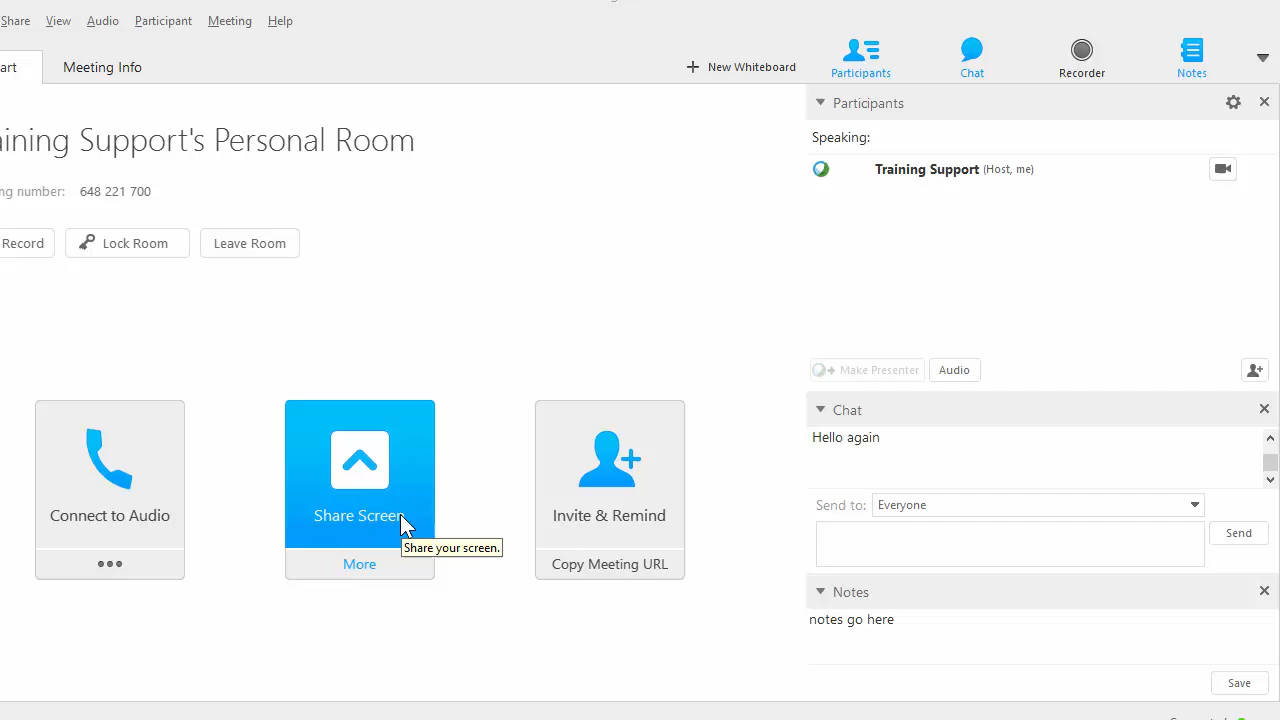 Share View Audio Participant Meeting Help
art Meeting Info
New Whiteboard
Participants Chat Recorder Notes
Participants
Speaking:
Training Support (Host, me)
aining Support's Personal Room
ng number: 648 221 700
Record Lock Room Leave Room
Make Presenter Audio
Connect to Audio
Share Screen
More
Share your screen.
Invite & Remind
Copy Meeting URL
Chat
Hello again
Send to: Everyone
Send
Notes
notes go here
Save